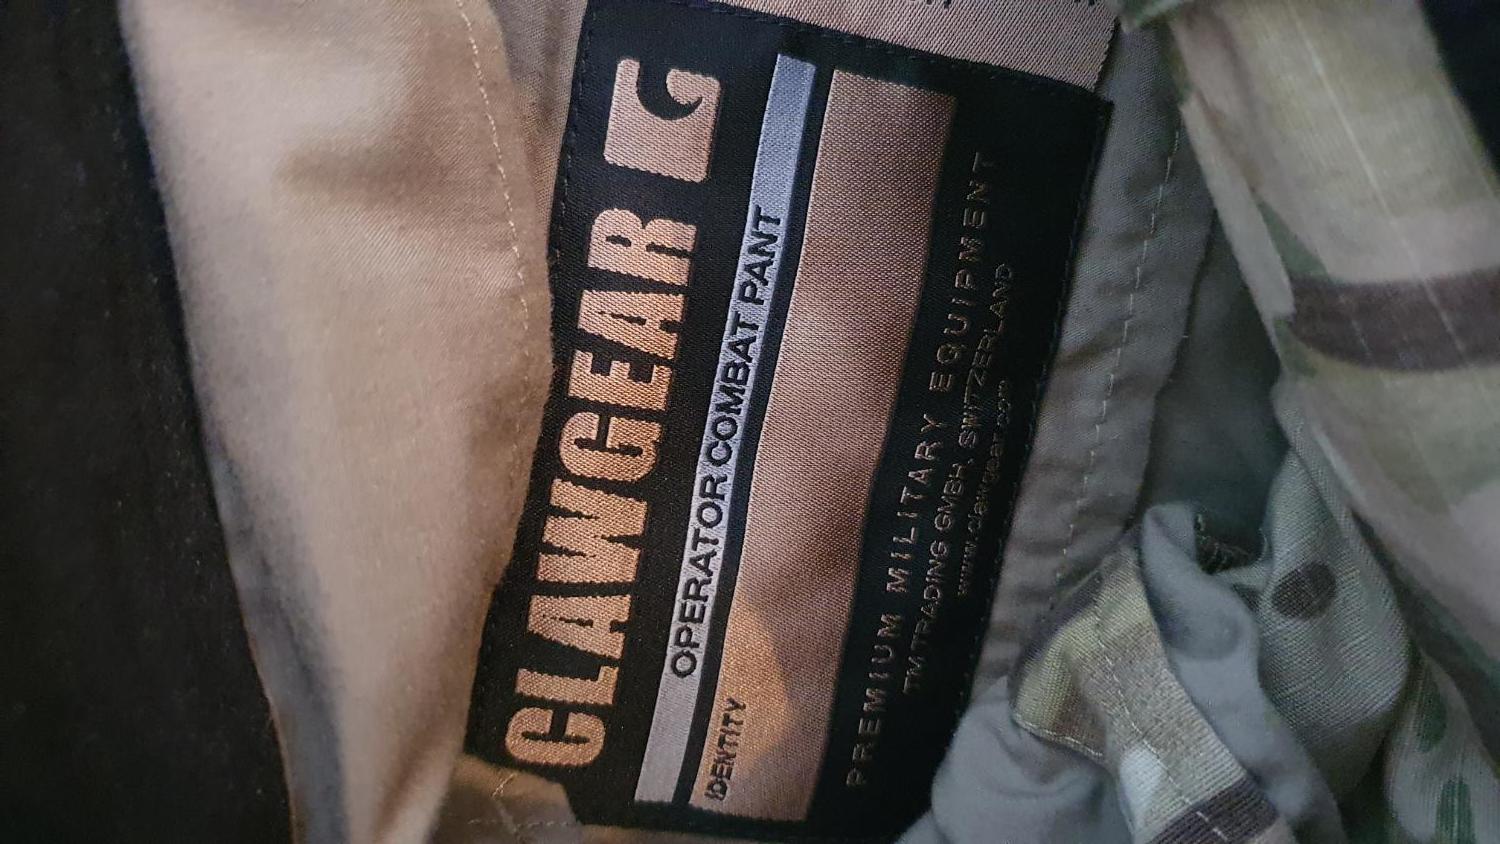 CLAWGEAR
OPERATOR COMBAT PANT
IDENTITY
PREMIUM MILITARY EQUIPMENT
TM TRADING GMBH, SWITZERLAND
www.clawgear.com